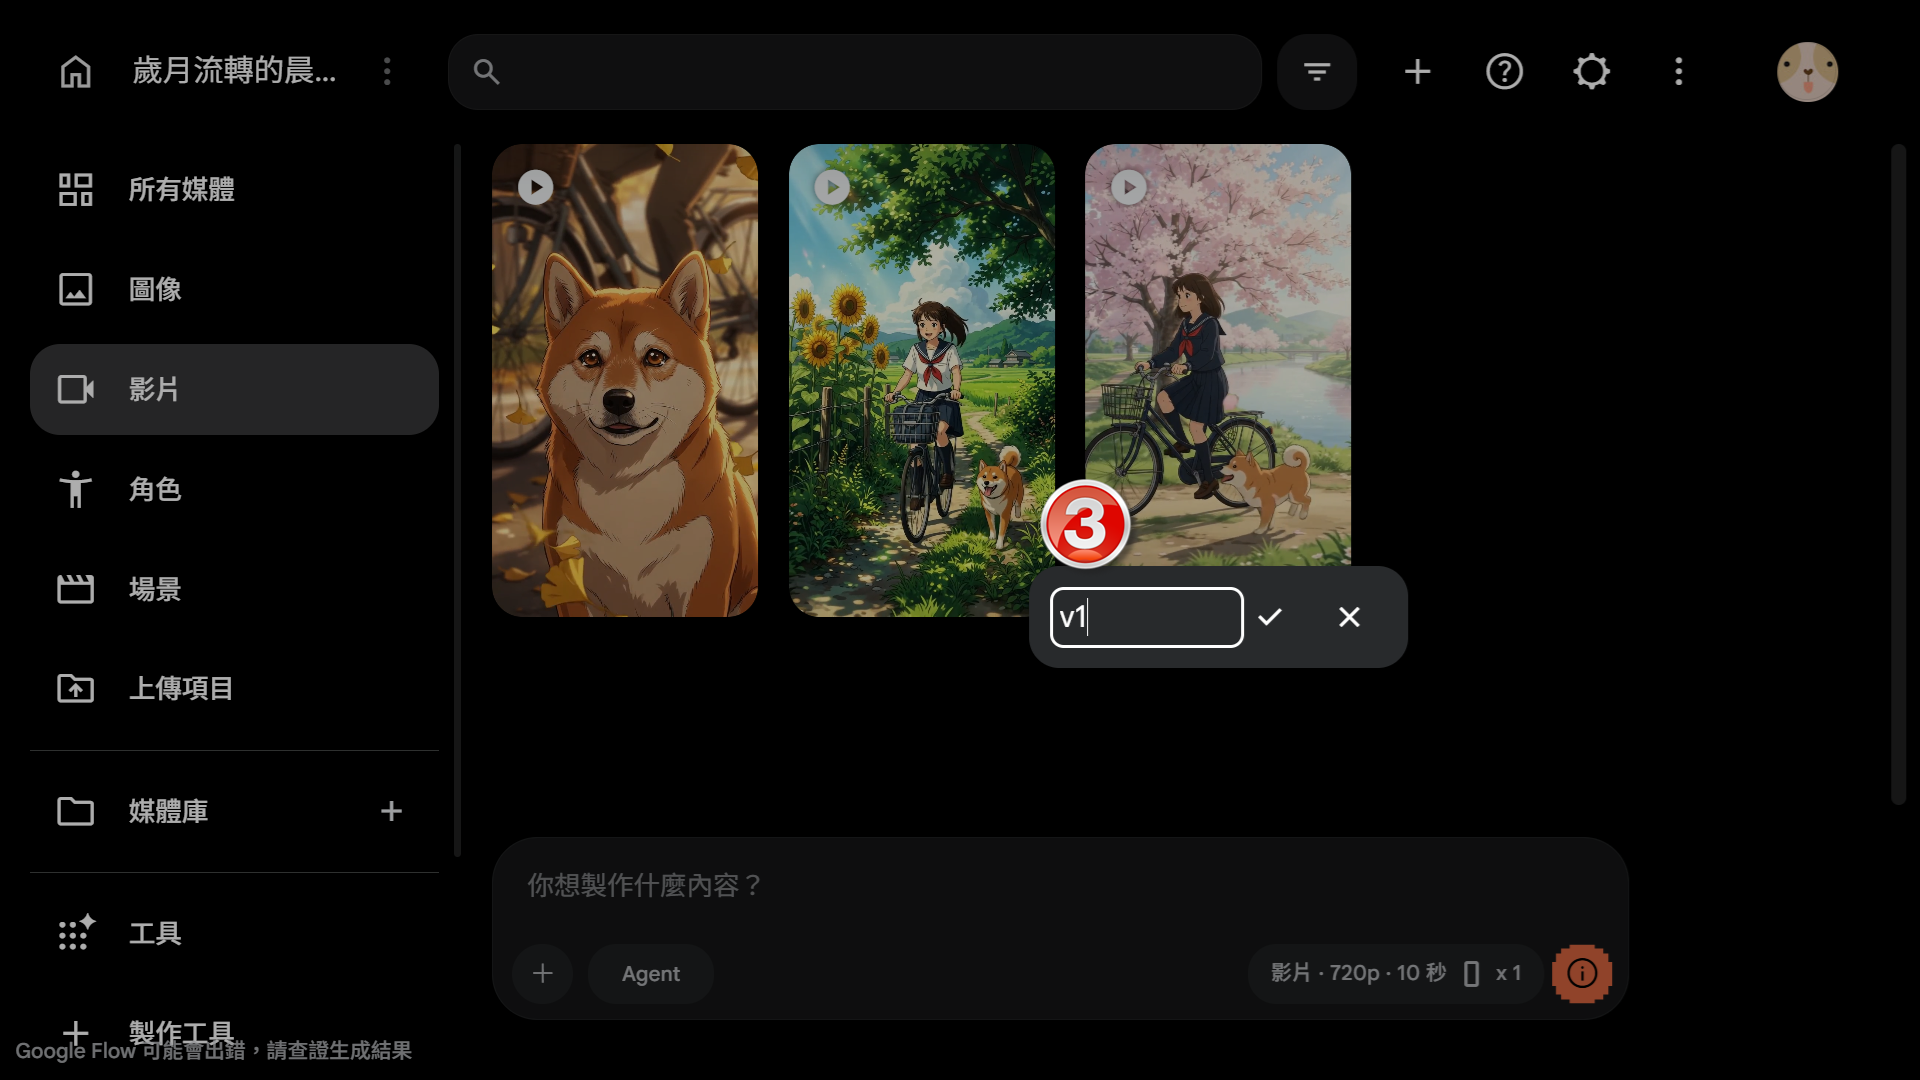 歲月流轉的晨...
所有媒體
圖像
影片
角色
場景
上傳項目
媒體庫
工具
製作工具
Google Flow 可能會出錯，請查證生成結果
3
v1
你想製作什麼內容？
Agent
影片 · 720p · 10 秒 x 1